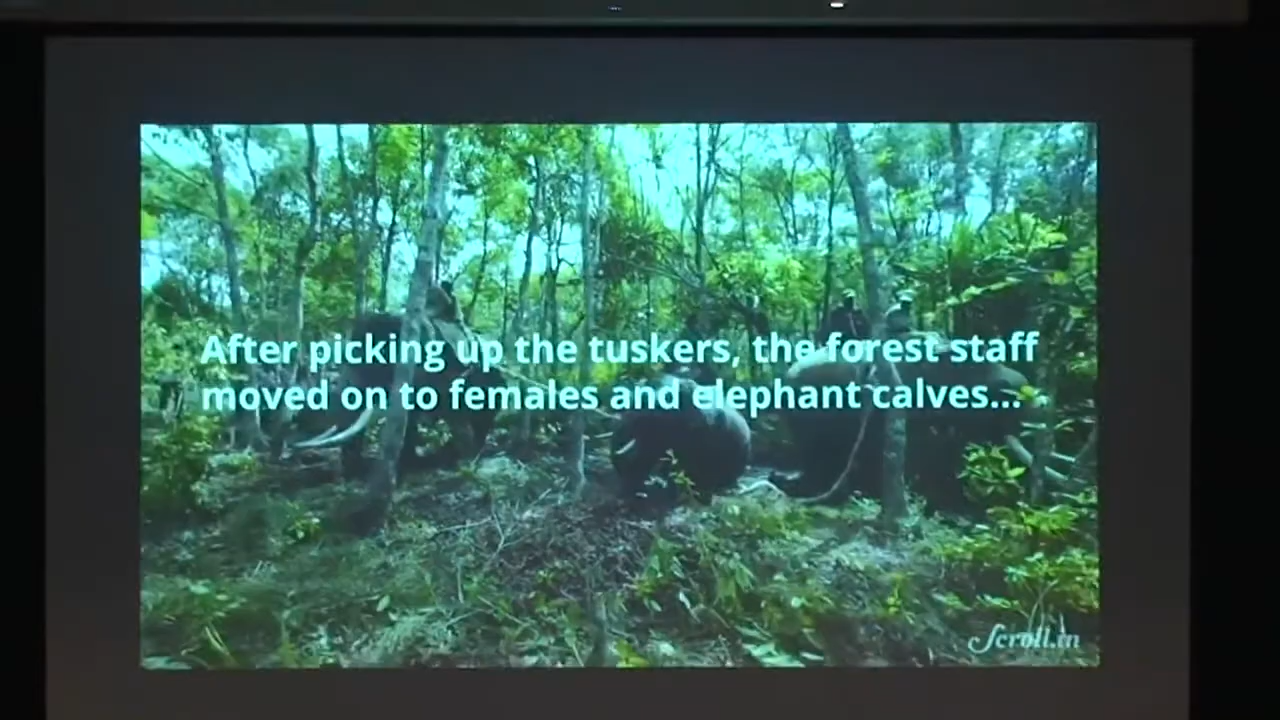 After picking up the tuskers, the forest staff
moved on to females and elephant calves...
Scroll.in